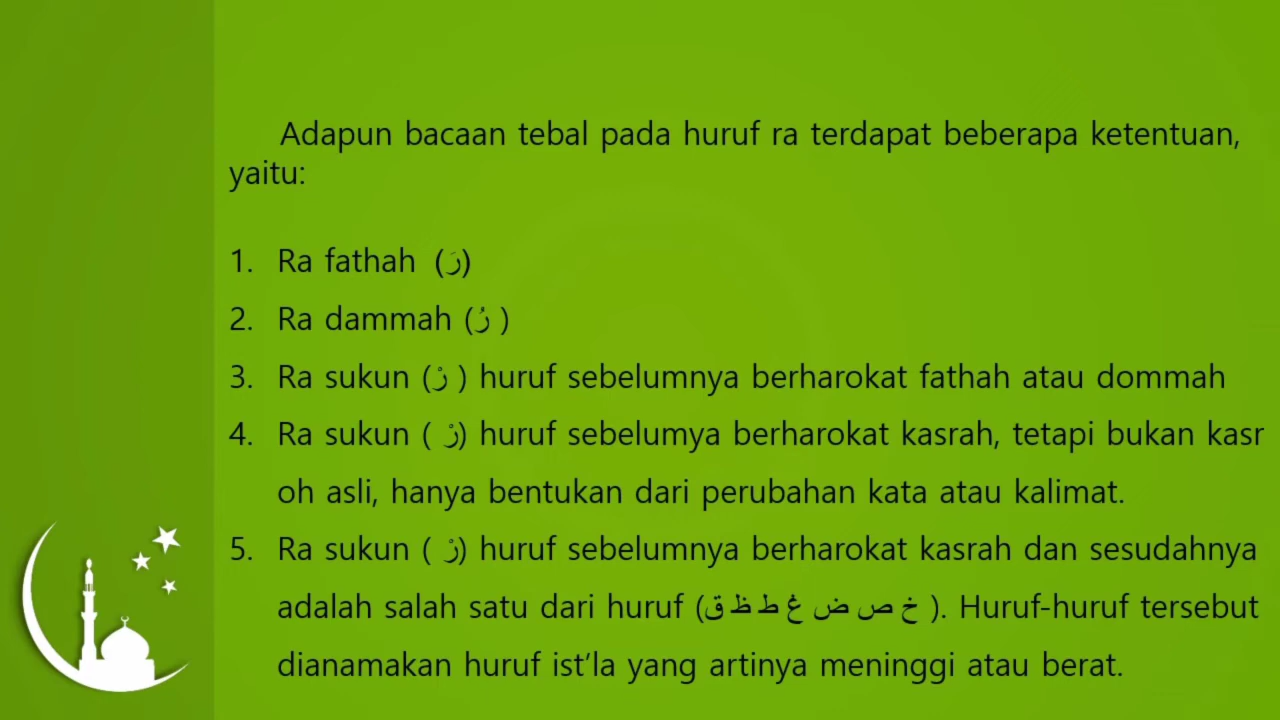 Adapun bacaan tebal pada huruf ra terdapat beberapa ketentuan,
yaitu:
1. Ra fathah (رَ)
2. Ra dammah (رُ )
3. Ra sukun (رْ ) huruf sebelumnya berharokat fathah atau dommah
4. Ra sukun ( رْ) huruf sebelumya berharokat kasrah, tetapi bukan kasr
oh asli, hanya bentukan dari perubahan kata atau kalimat.
5. Ra sukun ( رْ) huruf sebelumnya berharokat kasrah dan sesudahnya
adalah salah satu dari huruf (خ ص ض غ ط ظ ق ). Huruf-huruf tersebut
dianamakan huruf ist’la yang artinya meninggi atau berat.